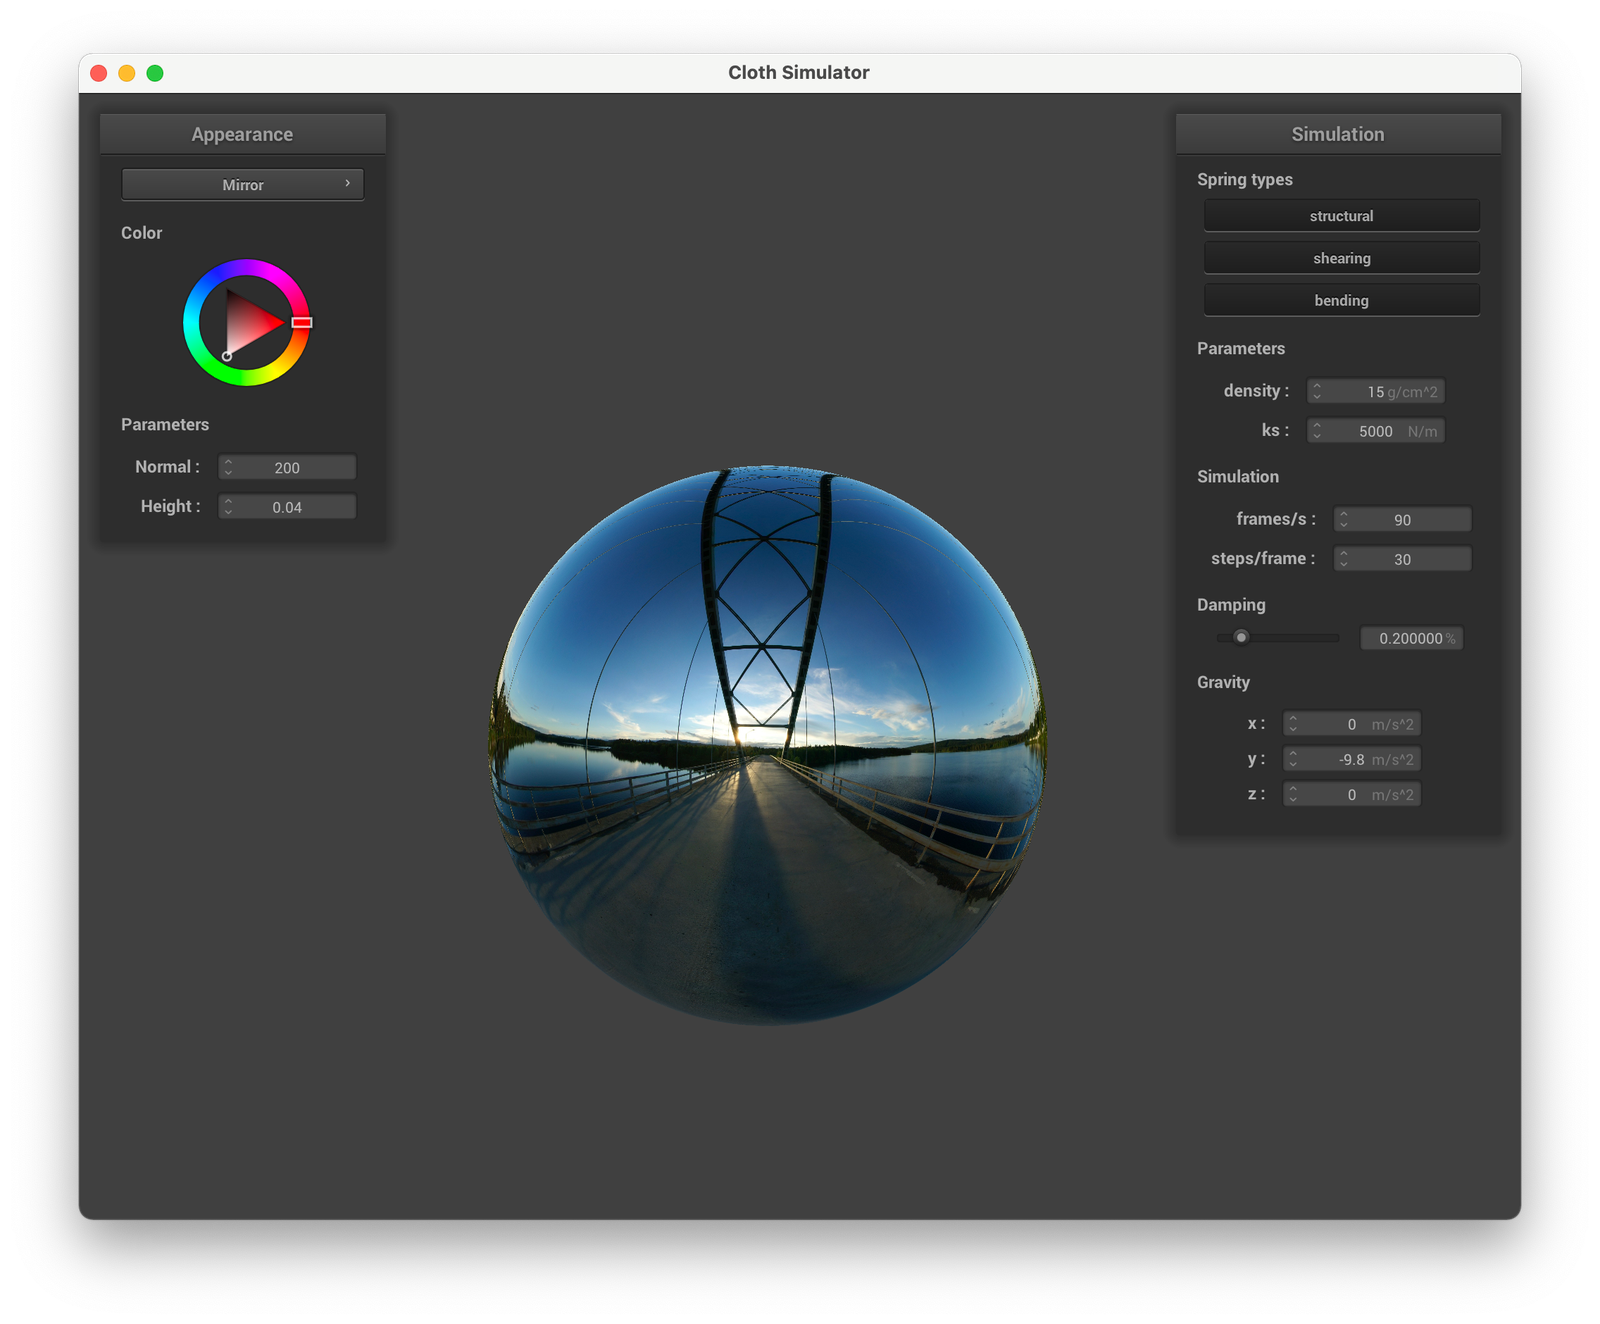 Cloth Simulator
Appearance
Mirror
Color
Parameters
Normal : 200
Height : 0.04
Simulation
Spring types
structural
shearing
bending
Parameters
density : 15 g/cm^2
ks : 5000 N/m
Simulation
frames/s : 90
steps/frame : 30
Damping
0.200000 %
Gravity
x : 0 m/s^2
y : -9.8 m/s^2
z : 0 m/s^2